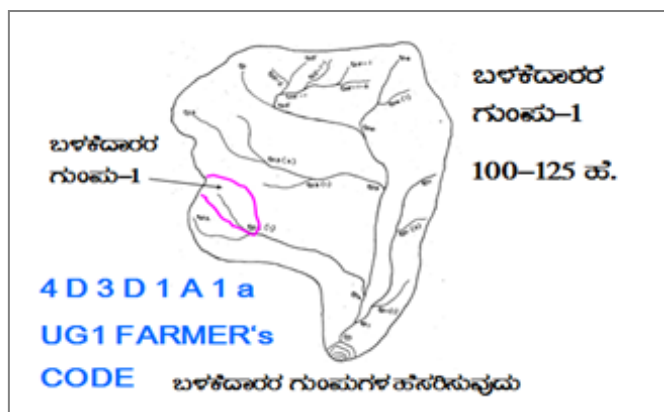 ಬಳಕೆದಾರರ
ಗುಂಪು–1
100–125 ಹೆ.
ಬಳಕೆದಾರರ
ಗುಂಪು–1
4 D 3 D 1 A 1 a
UG1 FARMER's
CODE
ಬಳಕೆದಾರರ ಗುಂಪುಗಳ ಹೆಸರಿಸುವುದು